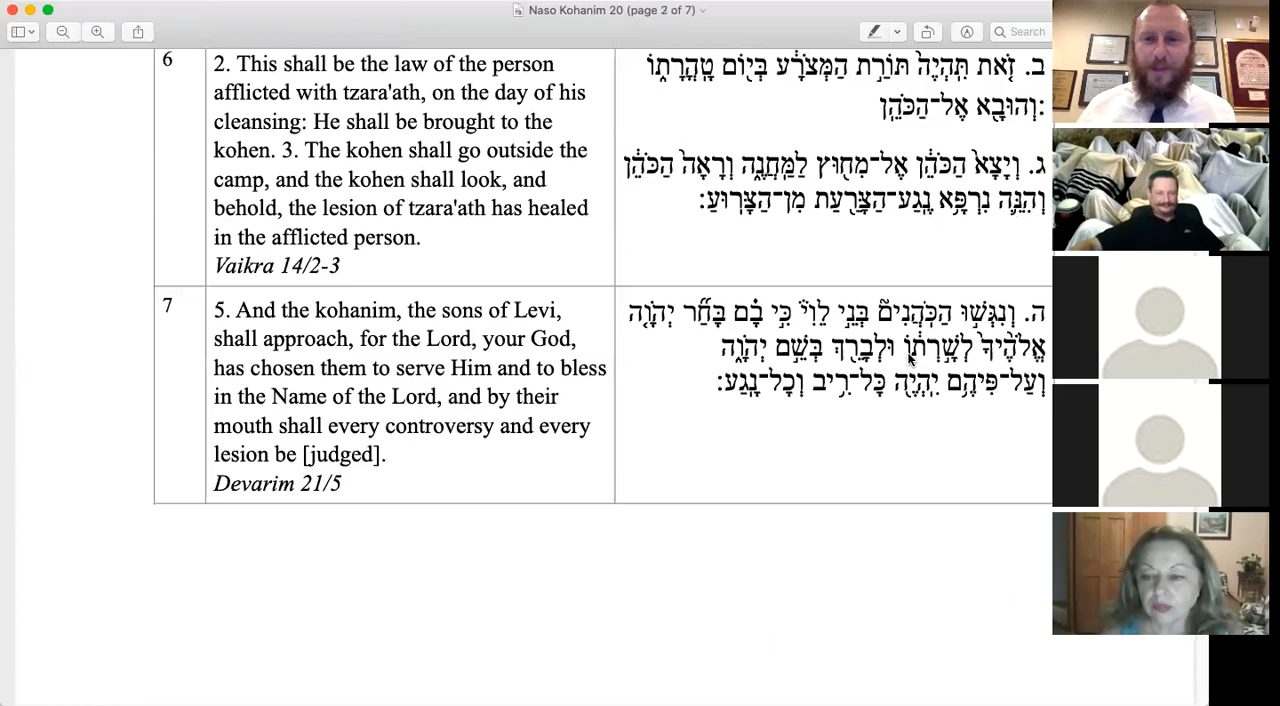 Naso Kohanim 20 (page 2 of 7)
Search
6
2. This shall be the law of the person
afflicted with tzara'ath, on the day of his
cleansing: He shall be brought to the
kohen. 3. The kohen shall go outside the
camp, and the kohen shall look, and
behold, the lesion of tzara'ath has healed
in the afflicted person.
Vaikra 14/2-3
ב. זֹ֤את תִּֽהְיֶה֙ תּוֹרַ֣ת הַמְּצֹרָ֔ע בְּי֖וֹם טָֽהֳרָת֑וֹ
וְהוּבָ֖א אֶל־הַכֹּהֵֽן:
ג. וְיָצָא֙ הַכֹּהֵ֔ן אֶל־מִח֖וּץ לַמַּֽחֲנֶ֑ה וְרָאָה֙ הַכֹּהֵ֔ן
וְהִנֵּ֛ה נִרְפָּ֥א נֶֽגַע־הַצָּרַ֖עַת מִן־הַצָּרֽוּעַ:
7
5. And the kohanim, the sons of Levi,
shall approach, for the Lord, your God,
has chosen them to serve Him and to bless
in the Name of the Lord, and by their
mouth shall every controversy and every
lesion be [judged].
Devarim 21/5
ה. וְנִגְּשׁ֣וּ הַכֹּֽהֲנִים֘ בְּנֵ֣י לֵוִי֒ כִּ֣י בָ֗ם בָּחַ֞ר יְהֹוָ֤ה
אֱלֹהֶ֨יךָ֙ לְשָׁ֣רְת֔וֹ וּלְבָרֵ֖ךְ בְּשֵׁ֣ם יְהֹוָ֑ה
וְעַל־פִּיהֶ֥ם יִֽהְיֶ֖ה כָּל־רִ֥יב וְכָל־נָֽגַע: